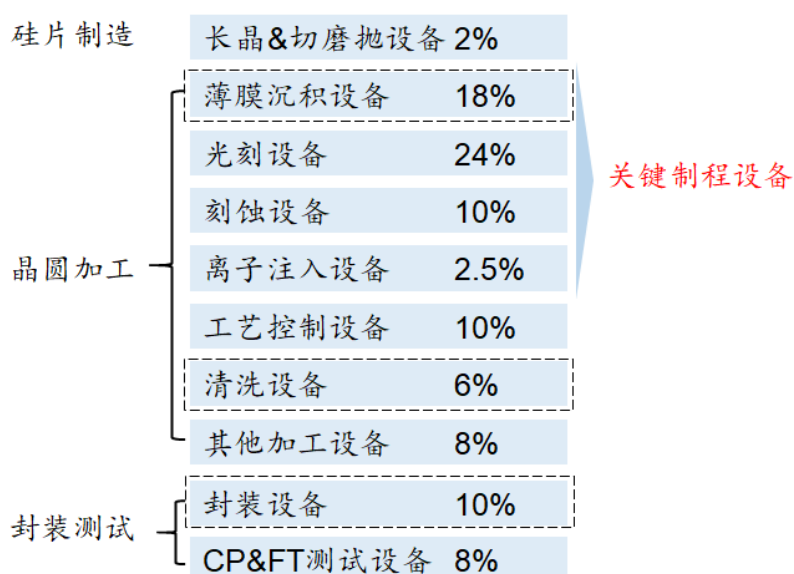 硅片制造 长晶&切磨抛设备 2%
薄膜沉积设备 18%
光刻设备 24%
关键制程设备
刻蚀设备 10%
晶圆加工 离子注入设备 2.5%
工艺控制设备 10%
清洗设备 6%
其他加工设备 8%
封装设备 10%
封装测试
CP&FT测试设备 8%